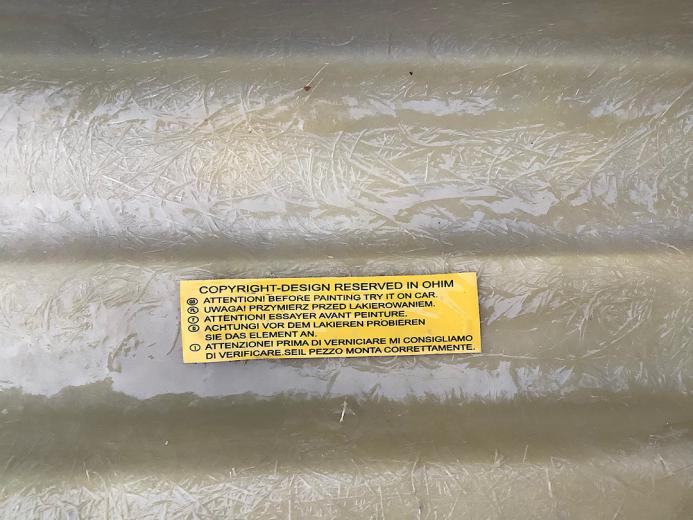 COPYRIGHT-DESIGN RESERVED IN OHIM
GB ATTENTION! BEFORE PAINTING TRY IT ON CAR.
PL UWAGA! PRZYMIERZ PRZED LAKIEROWANIEM.
F ATTENTION! ESSAYER AVANT PEINTURE.
D ACHTUNG! VOR DEM LAKIEREN PROBIEREN
SIE DAS ELEMENT AN.
I ATTENZIONE! PRIMA DI VERNICIARE MI CONSIGLIAMO
DI VERIFICARE.SEIL PEZZO MONTA CORRETTAMENTE.